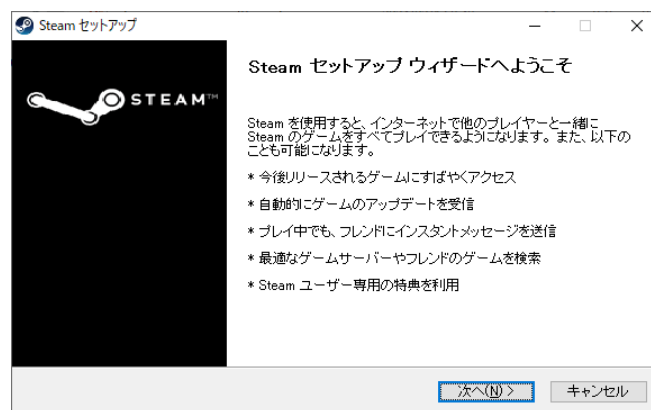 Steam セットアップ
STEAM™
Steam セットアップ ウィザードへようこそ
Steam を使用すると、インターネットで他のプレイヤーと一緒に
Steam のゲームをすべてプレイできるようになります。また、以下の
ことも可能になります。
* 今後リリースされるゲームにすばやくアクセス
* 自動的にゲームのアップデートを受信
* プレイ中でも、フレンドにインスタントメッセージを送信
* 最適なゲームサーバーやフレンドのゲームを検索
* Steam ユーザー専用の特典を利用
次へ(N) >
キャンセル